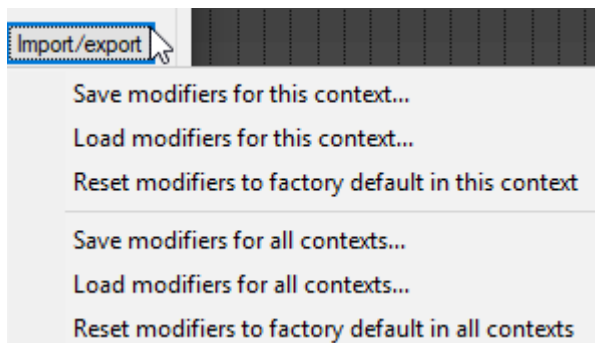 Import/export
Save modifiers for this context...
Load modifiers for this context...
Reset modifiers to factory default in this context
Save modifiers for all contexts...
Load modifiers for all contexts...
Reset modifiers to factory default in all contexts